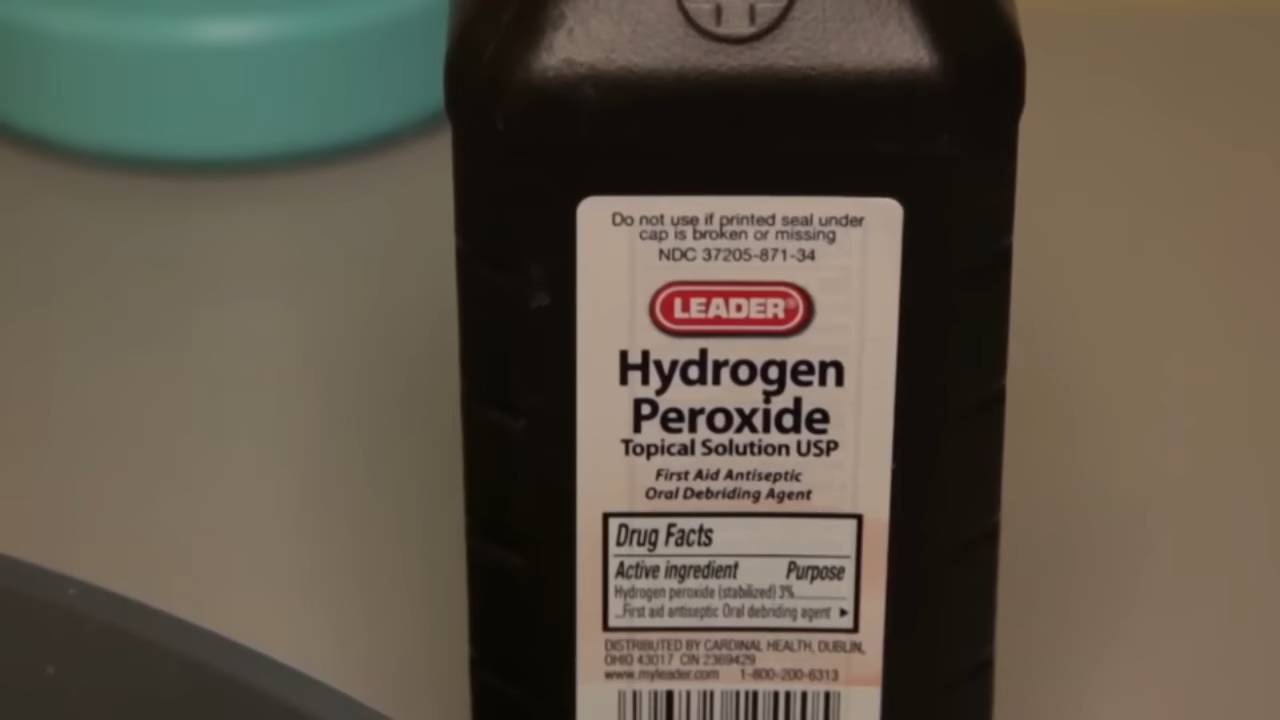 Do not use if printed seal under
cap is broken or missing
NDC 37205-871-34
LEADER®
Hydrogen
Peroxide
Topical Solution USP
First Aid Antiseptic
Oral Debriding Agent
Drug Facts
Active ingredient Purpose
Hydrogen peroxide (stabilized) 3%
...First aid antiseptic Oral debriding agent ▶
DISTRIBUTED BY CARDINAL HEALTH, DUBLIN,
OHIO 43017 CIN 2369429
www.myleader.com 1-800-200-6313